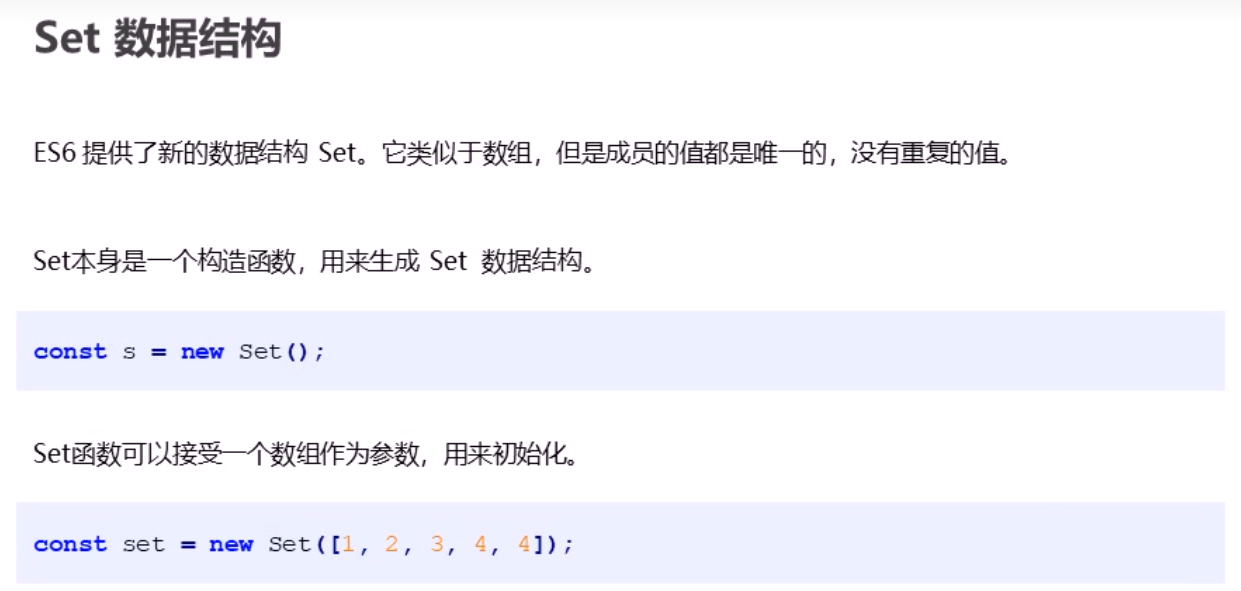 Set 数据结构
ES6 提供了新的数据结构 Set。它类似于数组，但是成员的值都是唯一的，没有重复的值。
Set本身是一个构造函数，用来生成 Set 数据结构。
const s = new Set();
Set函数可以接受一个数组作为参数，用来初始化。
const set = new Set([1, 2, 3, 4, 4]);